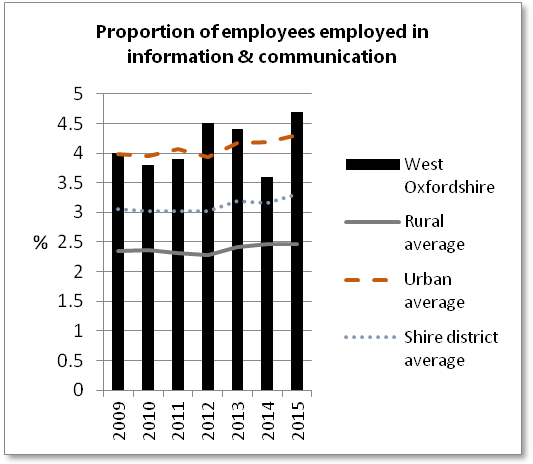 Proportion of employees employed in
information & communication
5
4.5
4
3.5
3
2.5
2
1.5
1
0.5
0
%
2009
2010
2011
2012
2013
2014
2015
West
Oxfordshire
Rural
average
Urban
average
Shire district
average